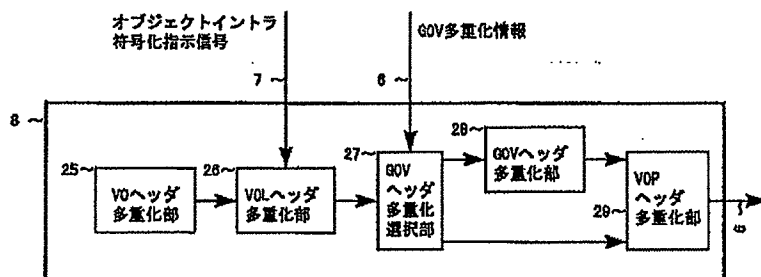 オブジェクトイントラ
符号化指示信号
GOV多重化情報
7
6
8
25
VOヘッダ
多重化部
26
VOLヘッダ
多重化部
27
GOV
ヘッダ
多重化
選択部
28
GOVヘッダ
多重化部
29
VOP
ヘッダ
多重化部